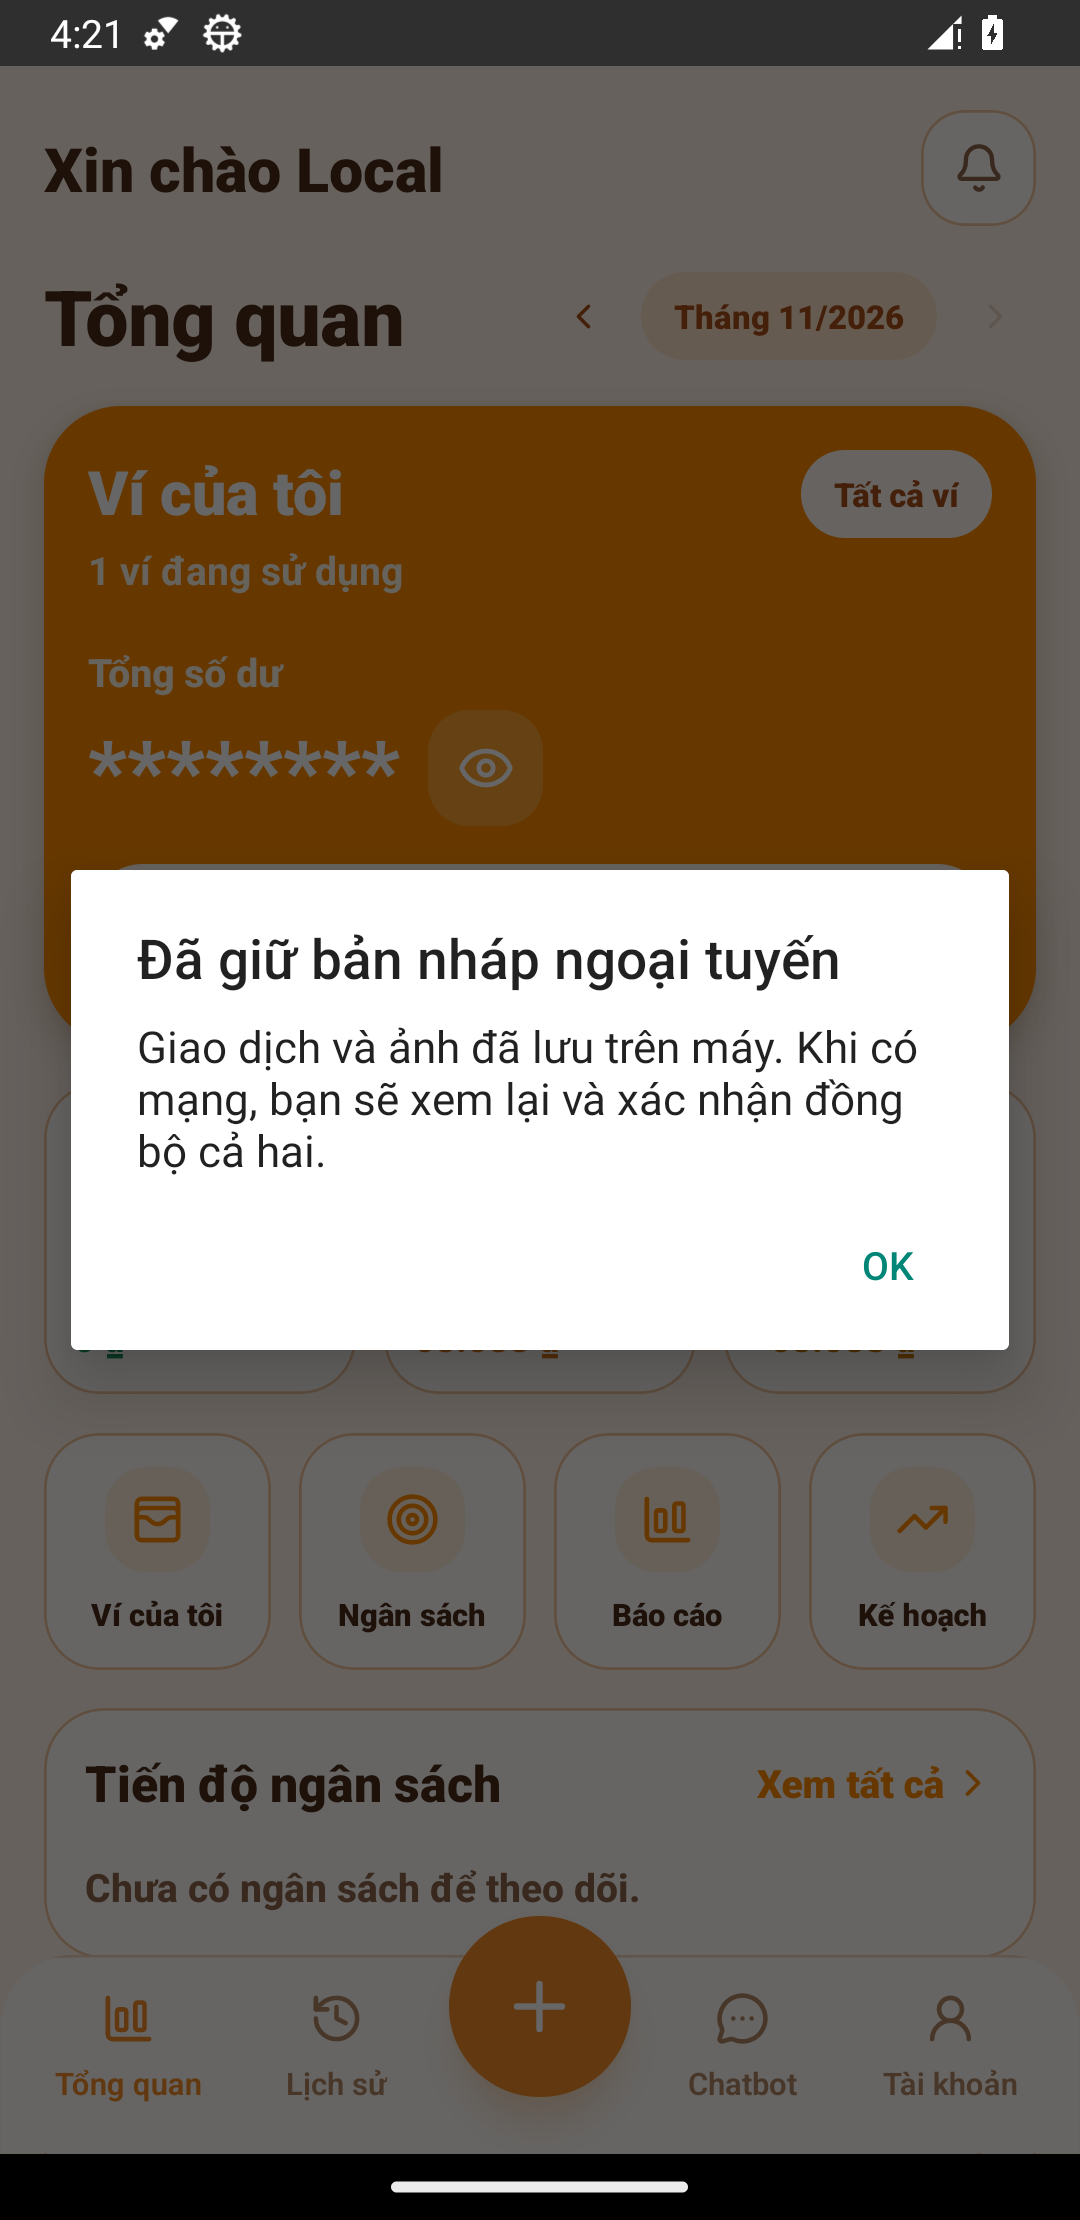 4:21
Xin chào Local
Tổng quan
Tháng 11/2026
Ví của tôi
Tất cả ví
1 ví đang sử dụng
Tổng số dư
********
Đã giữ bản nháp ngoại tuyến
Giao dịch và ảnh đã lưu trên máy. Khi có
mạng, bạn sẽ xem lại và xác nhận đồng
bộ cả hai.
OK
Ví của tôi
Ngân sách
Báo cáo
Kế hoạch
Tiến độ ngân sách
Xem tất cả
Chưa có ngân sách để theo dõi.
Tổng quan
Lịch sử
Chatbot
Tài khoản